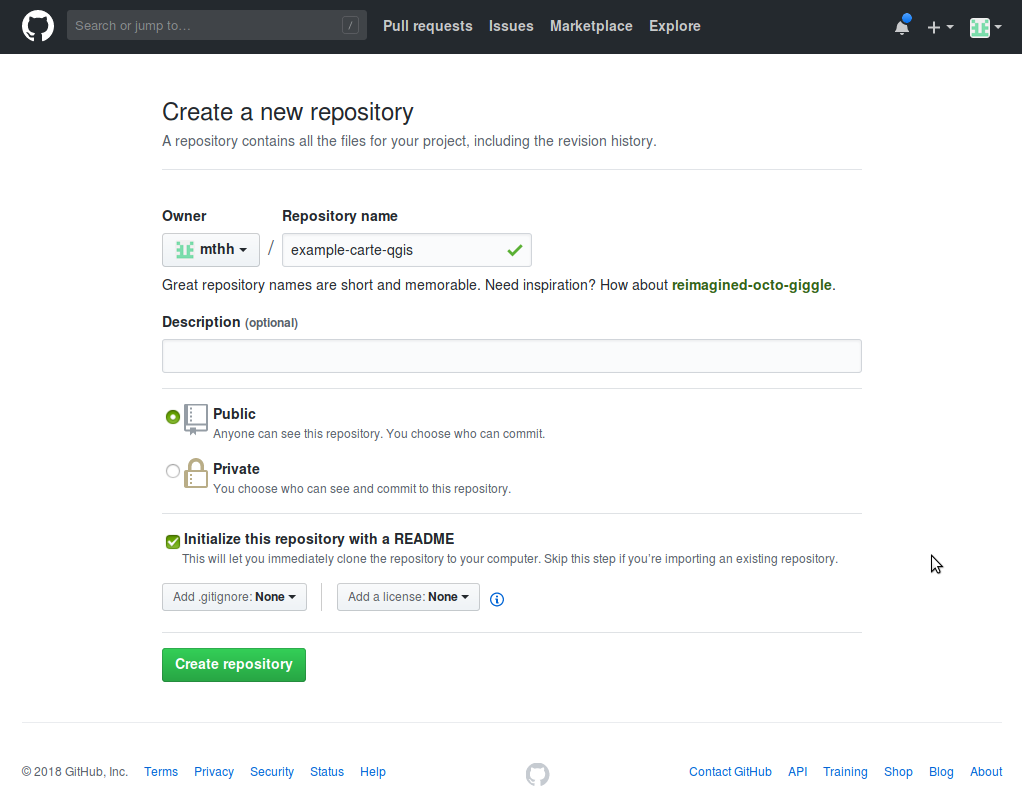 Search or jump to… / Pull requests Issues Marketplace Explore
Create a new repository
A repository contains all the files for your project, including the revision history.
Owner Repository name
mthh / example-carte-qgis
Great repository names are short and memorable. Need inspiration? How about reimagined-octo-giggle.
Description (optional)
Public
Anyone can see this repository. You choose who can commit.
Private
You choose who can see and commit to this repository.
Initialize this repository with a README
This will let you immediately clone the repository to your computer. Skip this step if you’re importing an existing repository.
Add .gitignore: None Add a license: None
Create repository
© 2018 GitHub, Inc. Terms Privacy Security Status Help Contact GitHub API Training Shop Blog About